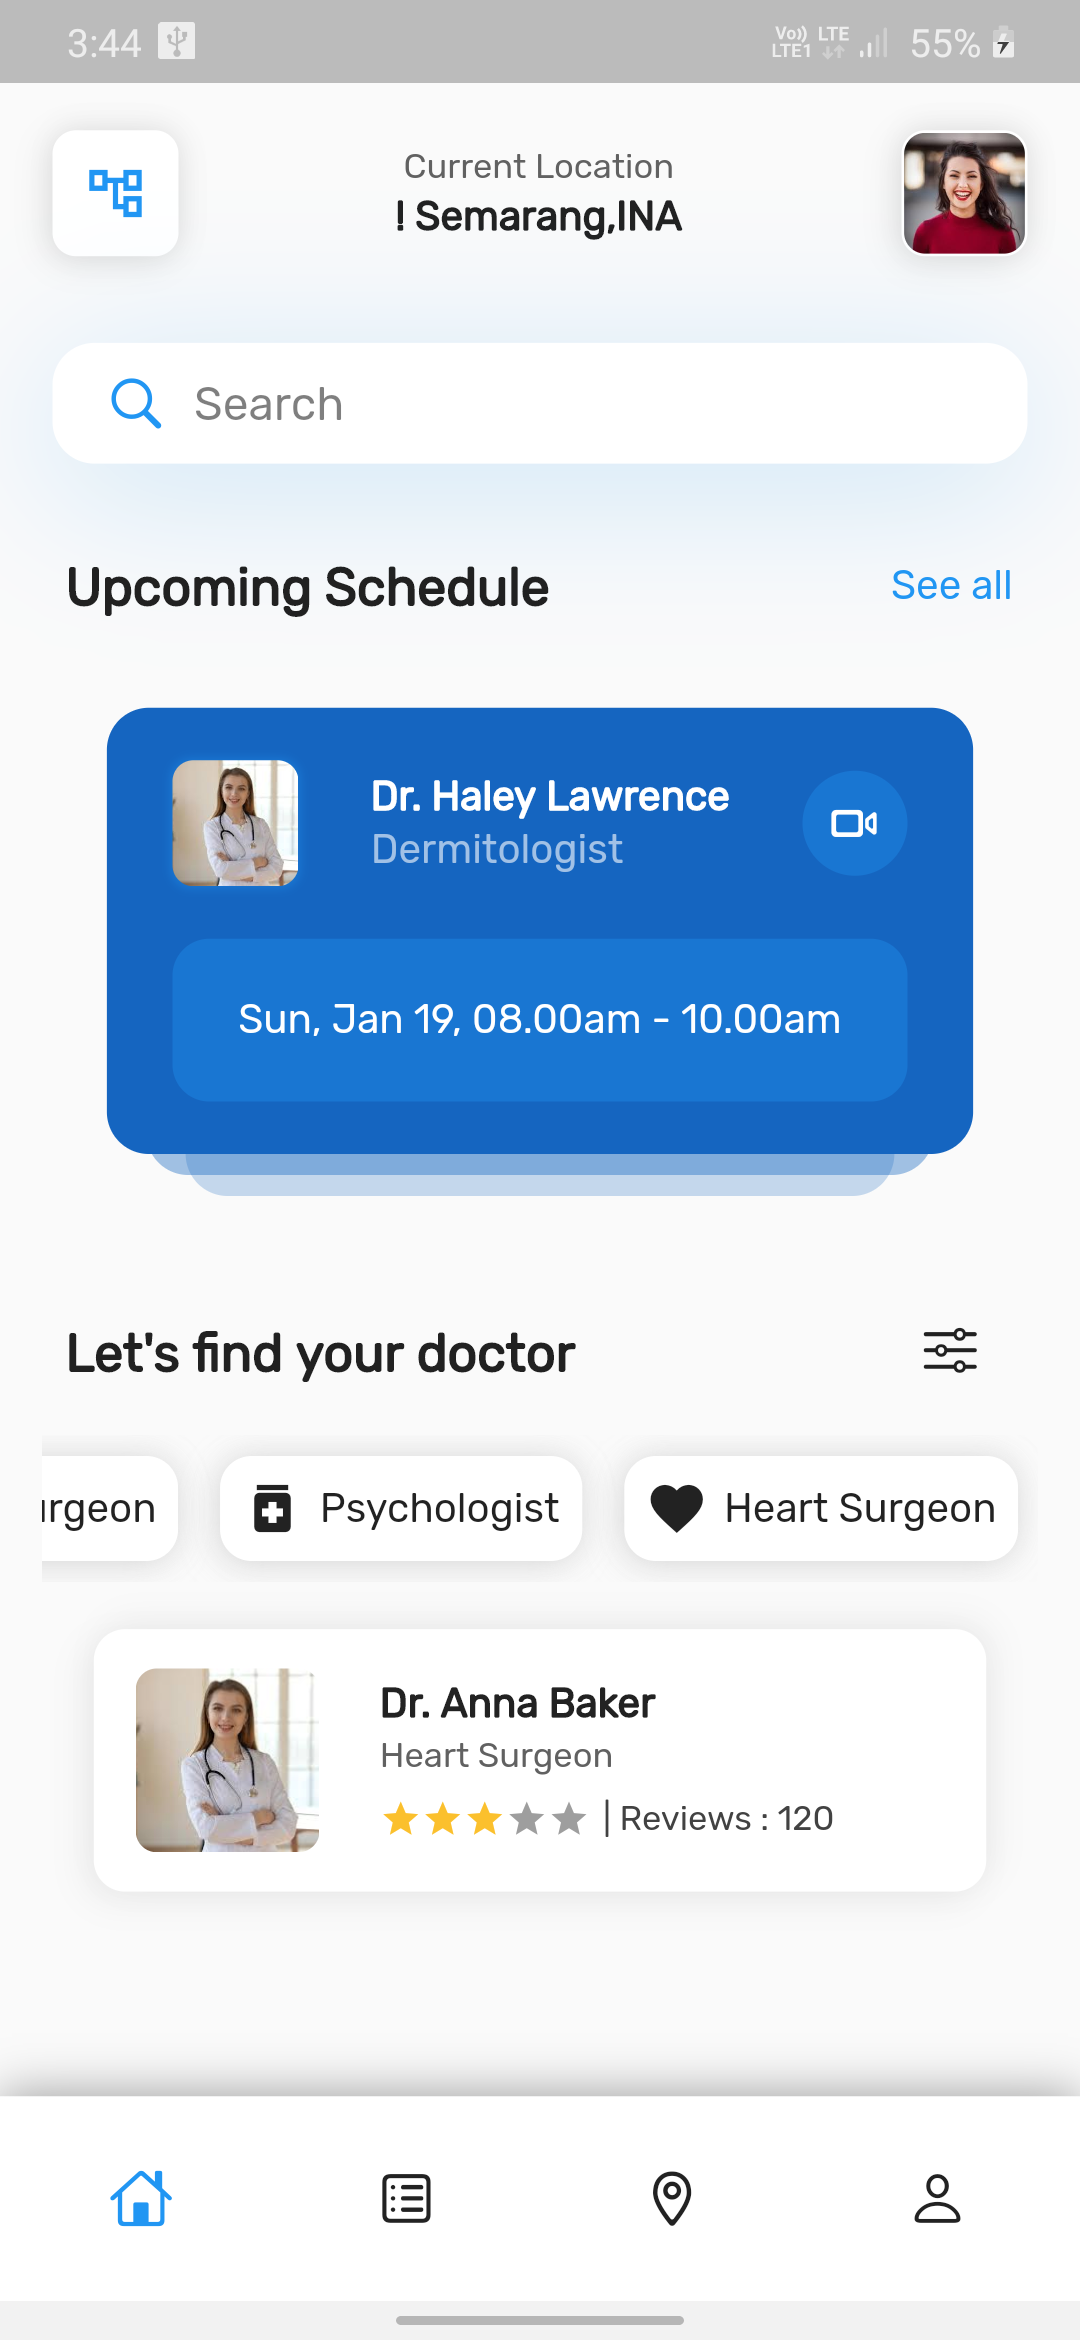 3:44
Vo)) LTE
LTE1
55%
Current Location
! Semarang,INA
Search
Upcoming Schedule
See all
Dr. Haley Lawrence
Dermitologist
Sun, Jan 19, 08.00am - 10.00am
Let's find your doctor
urgeon
Psychologist
Heart Surgeon
Dr. Anna Baker
Heart Surgeon
| Reviews : 120